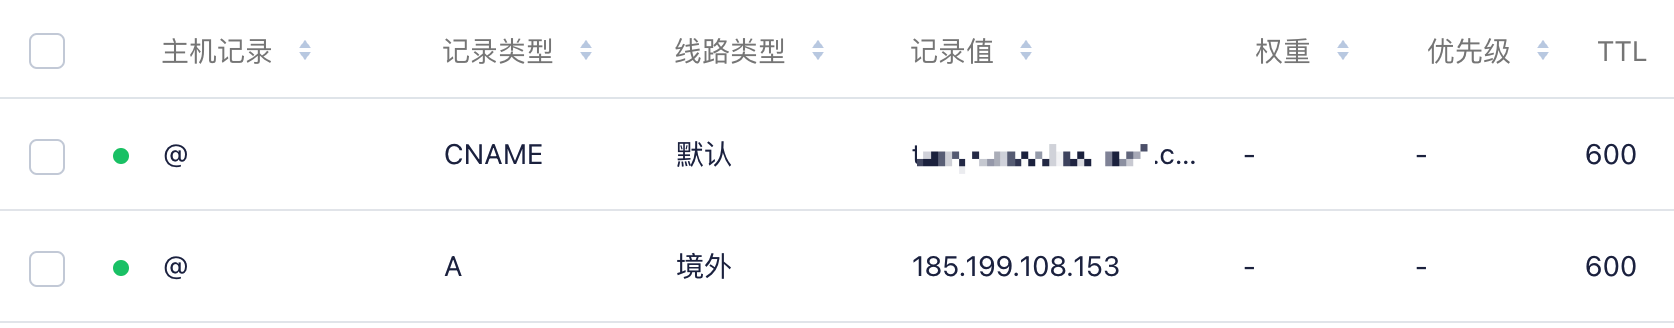 主机记录 记录类型 线路类型 记录值 权重 优先级 TTL
@ CNAME 默认 .c... - - 600
@ A 境外 185.199.108.153 - - 600